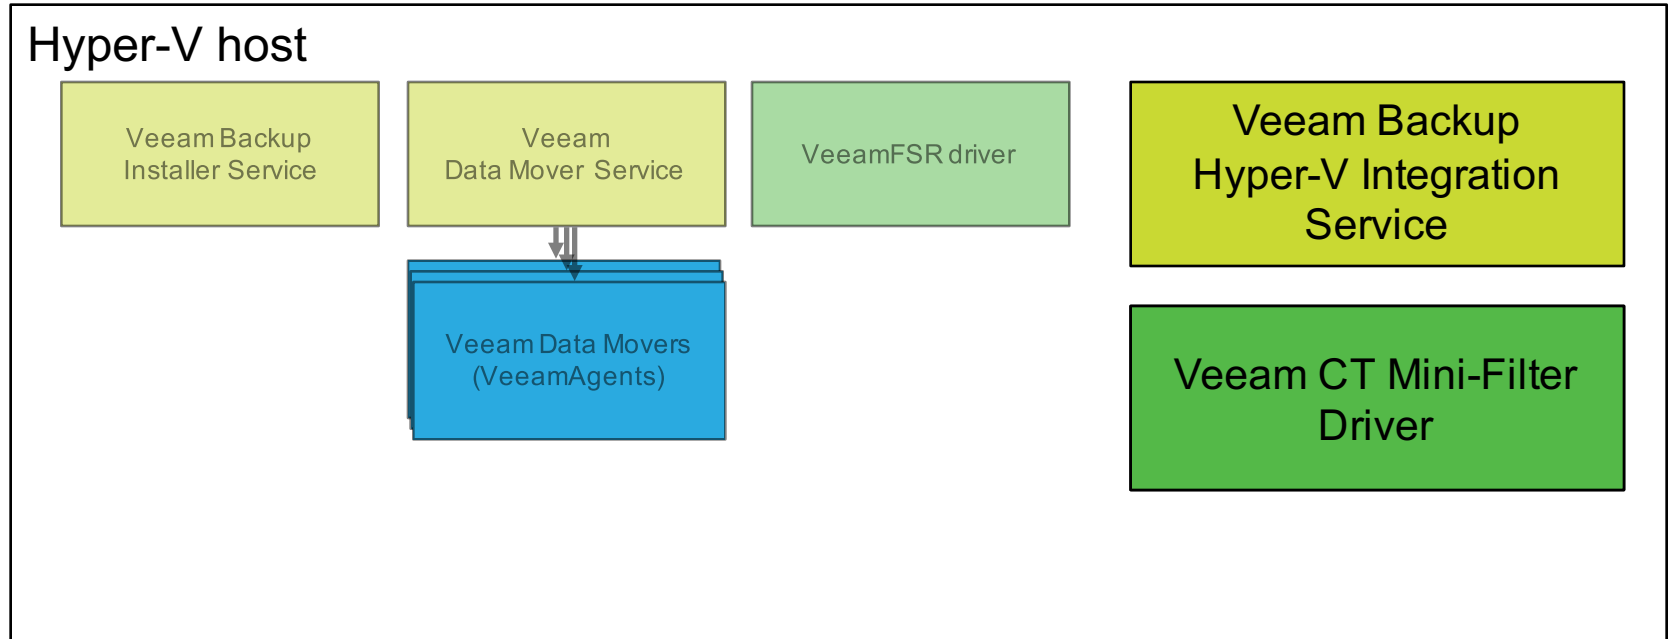 Hyper-V host
Veeam Backup
Installer Service
Veeam
Data Mover Service
VeeamFSR driver
Veeam Backup
Hyper-V Integration
Service
Veeam Data Movers
(VeeamAgents)
Veeam CT Mini-Filter
Driver